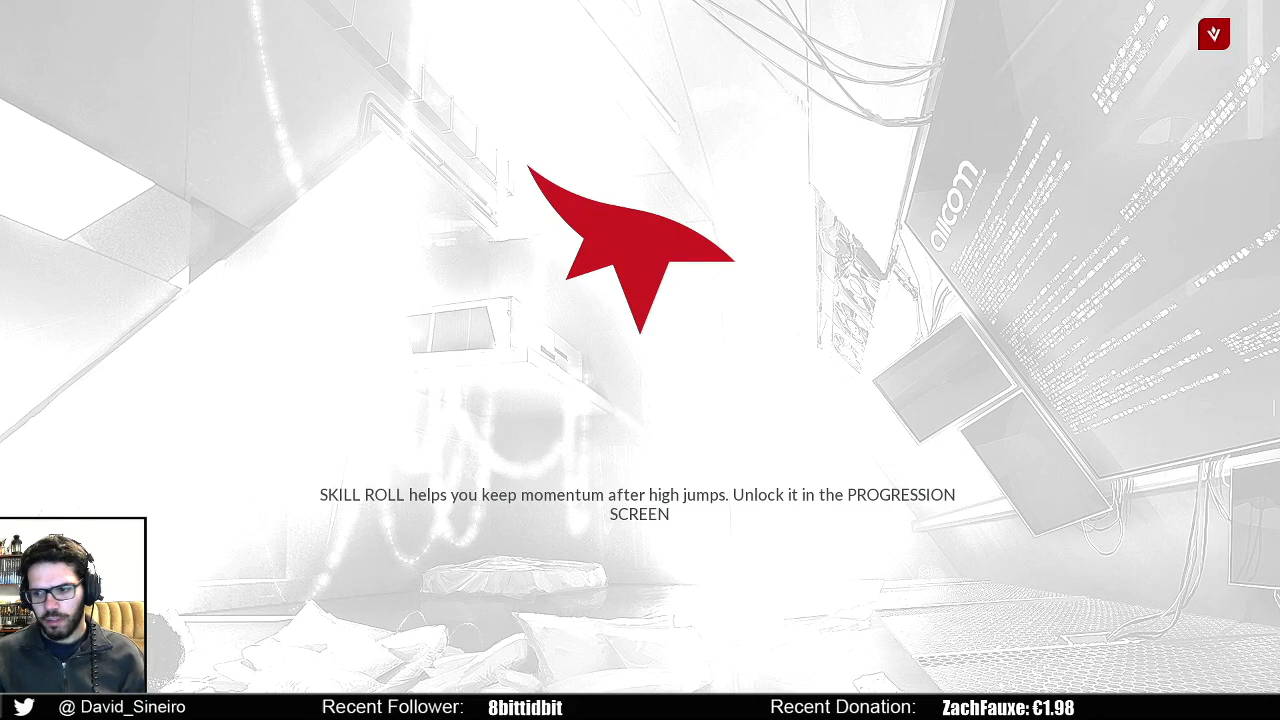 aicom
SKILL ROLL helps you keep momentum after high jumps. Unlock it in the PROGRESSION
SCREEN
@ David_Sineiro
Recent Follower:
8bittidbit
Recent Donation:
ZachFauxe: €1.98